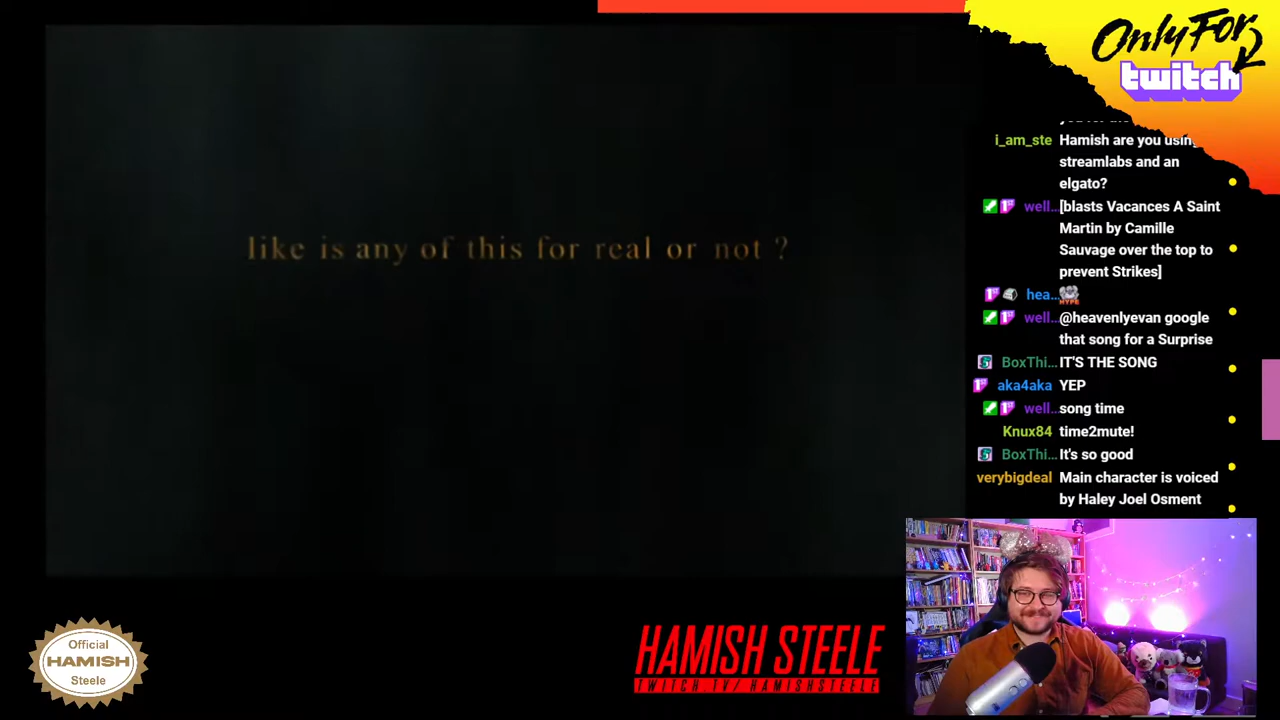 OnlyFor
twitch
like is any of this for real or not ?
i_am_ste Hamish are you using
streamlabs and an
elgato?
well… [blasts Vacances A Saint
Martin by Camille
Sauvage over the top to
prevent Strikes]
hea…
HYPE
well… @heavenlyevan google
that song for a Surprise
BoxThi… IT'S THE SONG
aka4aka YEP
well… song time
Knux84 time2mute!
BoxThi… It's so good
verybigdeal Main character is voiced
by Haley Joel Osment
Official
HAMISH
Steele
HAMISH STEELE
TWITCH.TV/HAMISHSTEELE